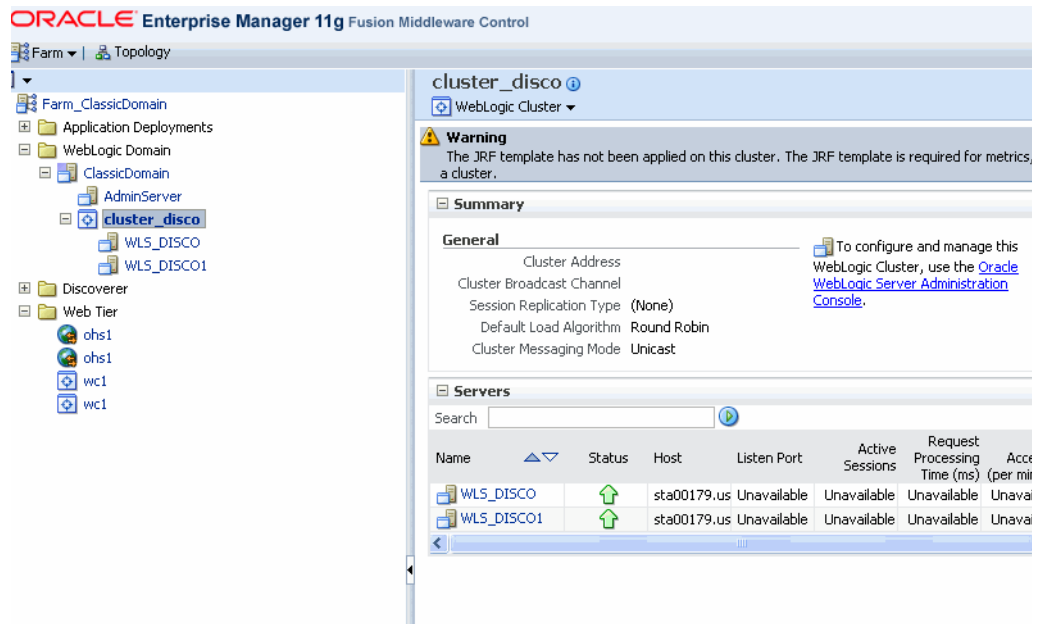 ORACLE Enterprise Manager 11g Fusion Middleware Control
Farm Topology
Farm_ClassicDomain
Application Deployments
WebLogic Domain
ClassicDomain
AdminServer
cluster_disco
WLS_DISCO
WLS_DISCO1
Discoverer
Web Tier
ohs1
ohs1
wc1
wc1
cluster_disco
WebLogic Cluster
Warning
The JRF template has not been applied on this cluster. The JRF template is required for metrics,
a cluster.
Summary
General
Cluster Address
Cluster Broadcast Channel
Session Replication Type (None)
Default Load Algorithm Round Robin
Cluster Messaging Mode Unicast
To configure and manage this
WebLogic Cluster, use the Oracle
WebLogic Server Administration
Console.
Servers
Search
Name Status Host Listen Port Active Sessions Request Processing Time (ms) Acce (per min
WLS_DISCO sta00179.us Unavailable Unavailable Unavailable Unavai
WLS_DISCO1 sta00179.us Unavailable Unavailable Unavailable Unavai